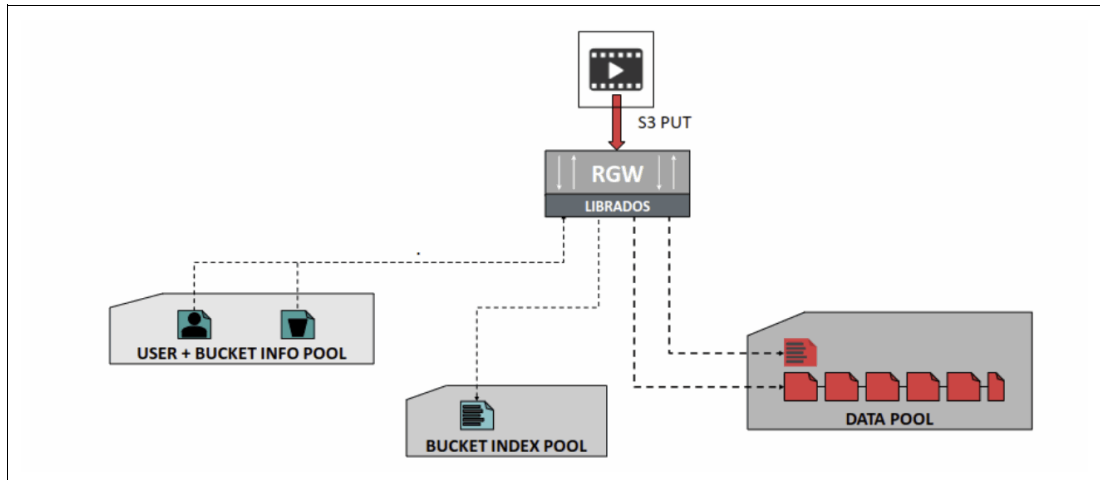 S3 PUT
RGW
LIBRADOS
USER + BUCKET INFO POOL
BUCKET INDEX POOL
DATA POOL